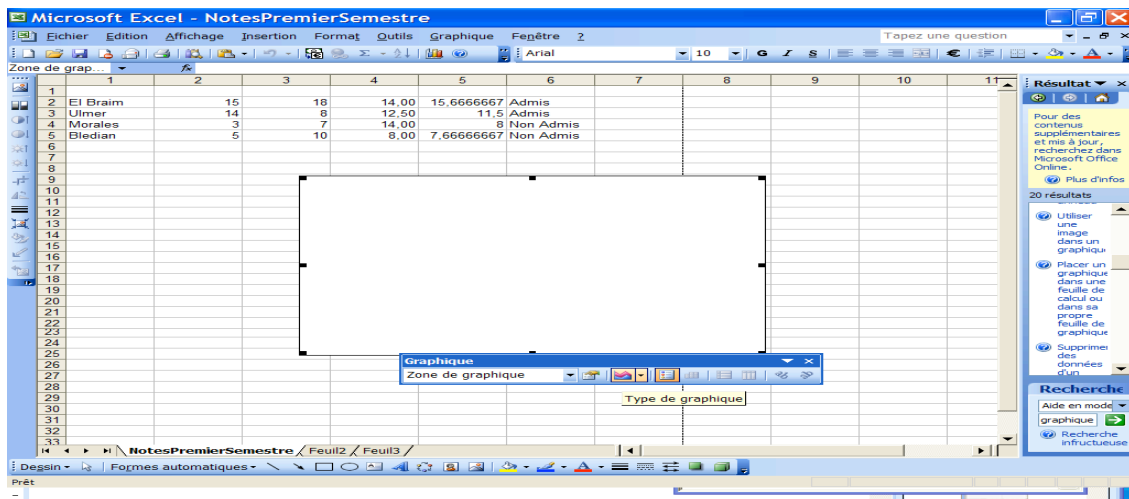 Microsoft Excel - NotesPremierSemestre
Eichier Edition Affichage Insertion Format Outils Graphique Fenêtre ? Tapez une question
Arial 10 G I S €
Zone de grap... fx
1 2 3 4 5 6 7 8 9 10 11
1
2 El Braim 15 18 14,00 15,6666667 Admis
3 Ulmer 14 8 12,50 11,5 Admis
4 Morales 3 7 14,00 8 Non Admis
5 Bledian 5 10 8,00 7,66666667 Non Admis
6
7
8
9
10
11
12
13
14
15
16
17
18
19
20
21
22
23
24
25
26
27
28
29
30
31
32
33
Graphique
Zone de graphique
Type de graphique
Résultat
Pour des
contenus
supplémentaires
et mis à jour,
recherchez dans
Microsoft Office
Online.
Plus d'infos
20 résultats
Utiliser
une
image
dans un
graphiqu
Placer un
graphique
dans une
feuille de
calcul ou
dans sa
propre
feuille de
graphique
Supprimer
des
données
d'un
Recherche
Aide en mode
graphique
Recherche
infructueuse
NotesPremierSemestre Feuil2 Feuil3
Dessin Formes automatiques
Prêt